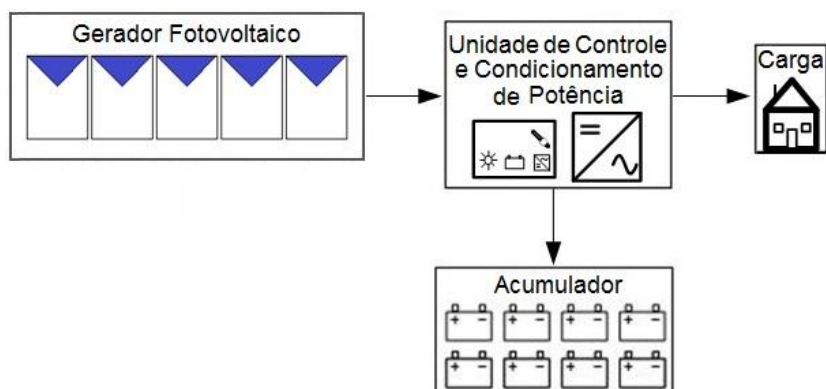 Gerador Fotovoltaico
Unidade de Controle
e Condicionamento
de Potência
Carga
Acumulador
+ - + - + - + -
+ - + - + - + -